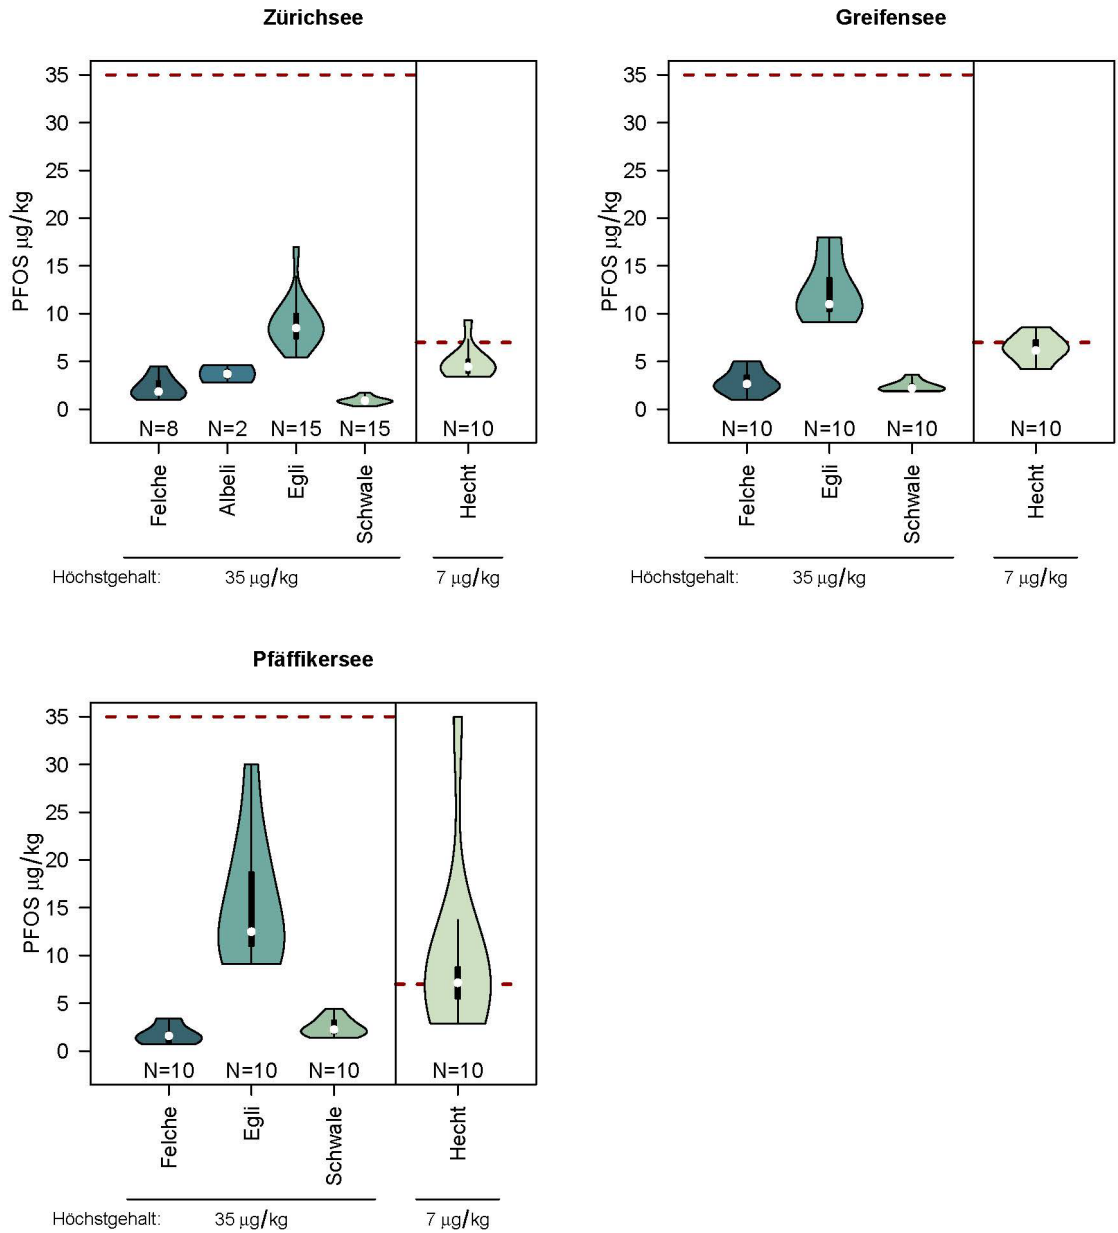 Zürichsee
PFOS µg/kg
35
30
25
20
15
10
5
0
N=8 N=2 N=15 N=15 N=10
Felche Albeli Egli Schwale Hecht
Höchstgehalt: 35 µg/kg 7 µg/kg
Greifensee
PFOS µg/kg
35
30
25
20
15
10
5
0
N=10 N=10 N=10 N=10
Felche Egli Schwale Hecht
Höchstgehalt: 35 µg/kg 7 µg/kg
Pfäffikersee
PFOS µg/kg
35
30
25
20
15
10
5
0
N=10 N=10 N=10 N=10
Felche Egli Schwale Hecht
Höchstgehalt: 35 µg/kg 7 µg/kg